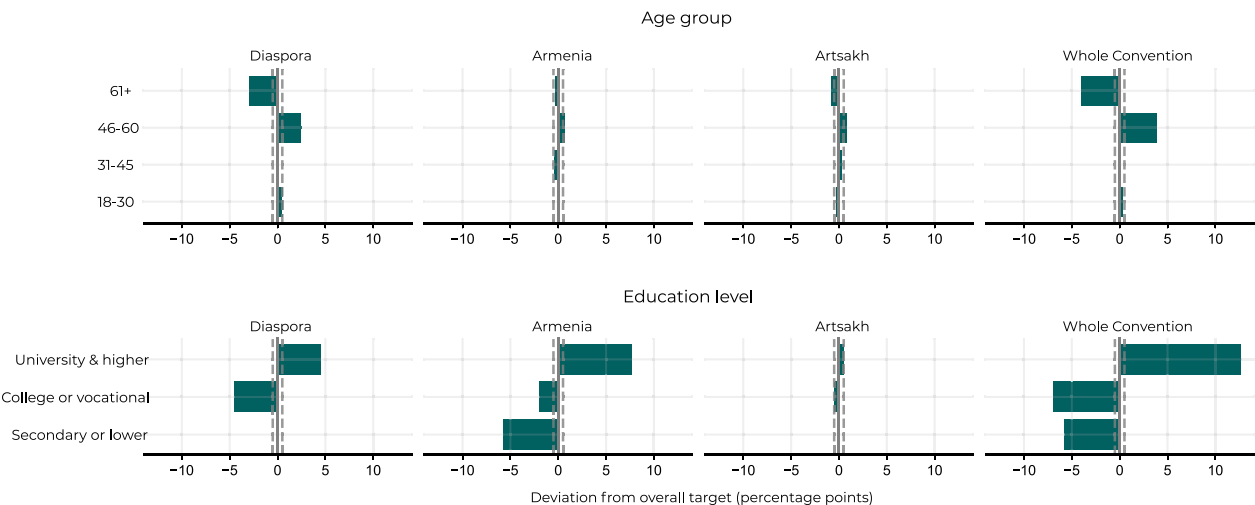 Age group
Diaspora Armenia Artsakh Whole Convention
61+
46-60
31-45
18-30
−10 −5 0 5 10 −10 −5 0 5 10 −10 −5 0 5 10 −10 −5 0 5 10
Education level
Diaspora Armenia Artsakh Whole Convention
University & higher
College or vocational
Secondary or lower
−10 −5 0 5 10 −10 −5 0 5 10 −10 −5 0 5 10 −10 −5 0 5 10
Deviation from overall target (percentage points)